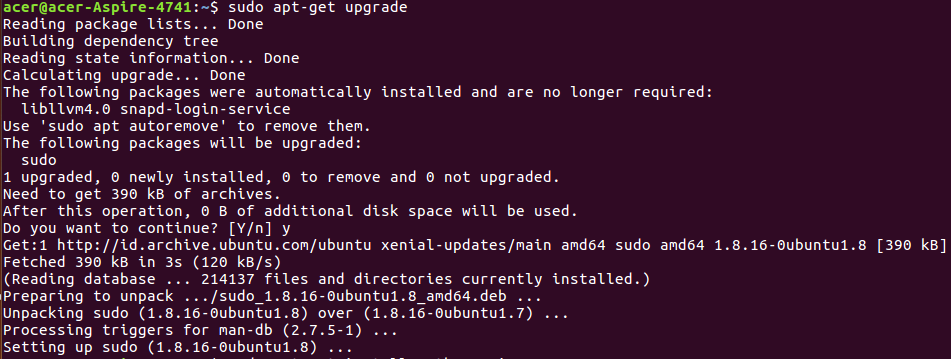 acer@acer-Aspire-4741:~$ sudo apt-get upgrade
Reading package lists... Done
Building dependency tree
Reading state information... Done
Calculating upgrade... Done
The following packages were automatically installed and are no longer required:
  libllvm4.0 snapd-login-service
Use 'sudo apt autoremove' to remove them.
The following packages will be upgraded:
  sudo
1 upgraded, 0 newly installed, 0 to remove and 0 not upgraded.
Need to get 390 kB of archives.
After this operation, 0 B of additional disk space will be used.
Do you want to continue? [Y/n] y
Get:1 http://id.archive.ubuntu.com/ubuntu xenial-updates/main amd64 sudo amd64 1.8.16-0ubuntu1.8 [390 kB]
Fetched 390 kB in 3s (120 kB/s)
(Reading database ... 214137 files and directories currently installed.)
Preparing to unpack .../sudo_1.8.16-0ubuntu1.8_amd64.deb ...
Unpacking sudo (1.8.16-0ubuntu1.8) over (1.8.16-0ubuntu1.7) ...
Processing triggers for man-db (2.7.5-1) ...
Setting up sudo (1.8.16-0ubuntu1.8) ...